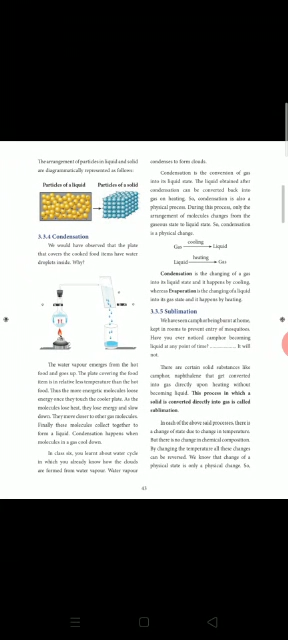 The arrangement of particles in liquid and solid
are diagrammatically represented as follows:
Particles of a liquid Particles of a solid
3.3.4 Condensation
We would have observed that the plate
that covers the cooked food items have water
droplets inside. Why?
The water vapour emerges from the hot
food and goes up. The plate covering the food
item is in relative less temperature than the hot
food. Thus the more energetic molecules loose
energy once they touch the cooler plate. As the
molecules lose heat, they lose energy and slow
down. They move closer to other gas molecules.
Finally these molecules collect together to
form a liquid. Condensation happens when
molecules in a gas cool down.
In class six, you learnt about water cycle
in which you already know how the clouds
are formed from water vapour. Water vapour
condenses to form clouds.
Condensation is the conversion of gas
into its liquid state. The liquid obtained after
condensation can be converted back into
gas on heating. So, condensation is also a
physical process. During this process, only the
arrangement of molecules changes from the
gaseous state to liquid state. So, condensation
is a physical change.
cooling
Gas Liquid
heating
Liquid Gas
Condensation is the changing of a gas
into its liquid state and it happens by cooling,
whereas Evaporation is the changing of a liquid
into its gas state and it happens by heating.
3.3.5 Sublimation
We have seen camphor being burnt at home,
kept in rooms to prevent entry of mosquitoes.
Have you ever noticed camphor becoming
liquid at any point of time? .............. It will
not.
There are certain solid substances like
camphor, naphthalene that get converted
into gas directly upon heating without
becoming liquid. This process in which a
solid is converted directly into gas is called
sublimation.
In each of the above said processes, there is
a change of state due to change in temperature.
But there is no change in chemical composition.
By changing the temperature all these changes
can be reversed. We know that change of a
physical state is only a physical change. So,
43